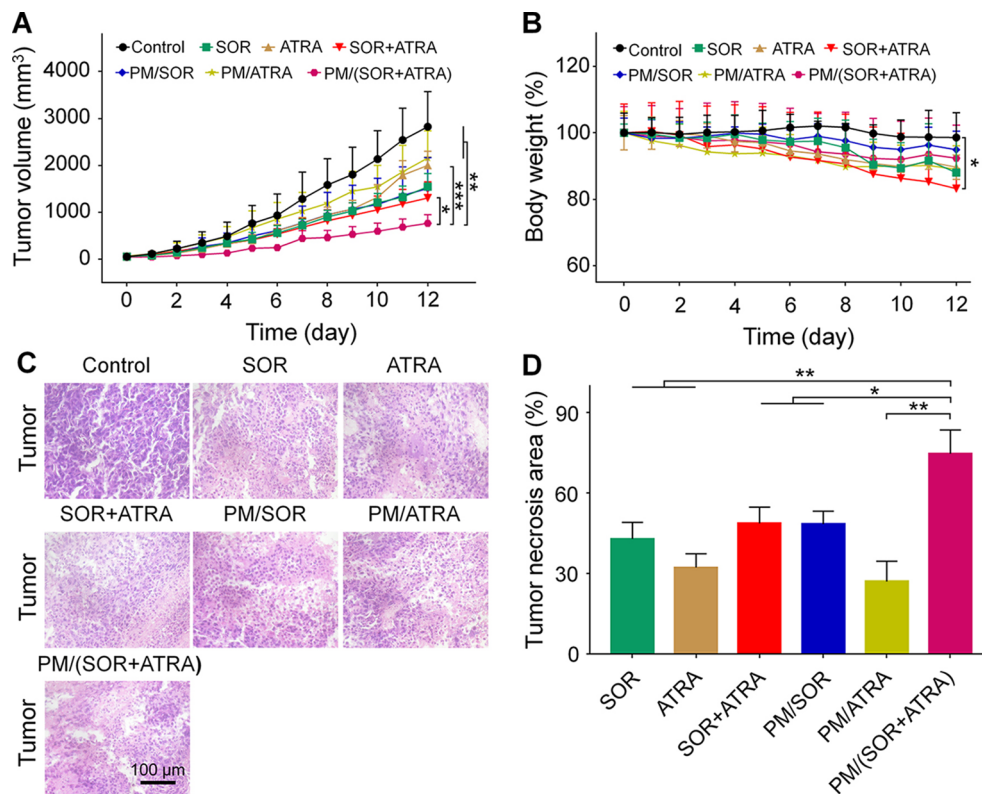 A
Control SOR ATRA SOR+ATRA
PM/SOR PM/ATRA PM/(SOR+ATRA)
Tumor volume (mm³)
4000
3000
2000
1000
0
**
***
*
0 2 4 6 8 10 12
Time (day)
B
Control SOR ATRA SOR+ATRA
PM/SOR PM/ATRA PM/(SOR+ATRA)
Body weight (%)
120
100
80
60
*
0 2 4 6 8 10 12
Time (day)
C
Control SOR ATRA
Tumor
SOR+ATRA PM/SOR PM/ATRA
Tumor
PM/(SOR+ATRA)
Tumor
100 µm
D
Tumor necrosis area (%)
90
60
30
0
**
*
**
SOR ATRA SOR+ATRA PM/SOR PM/ATRA PM/(SOR+ATRA)